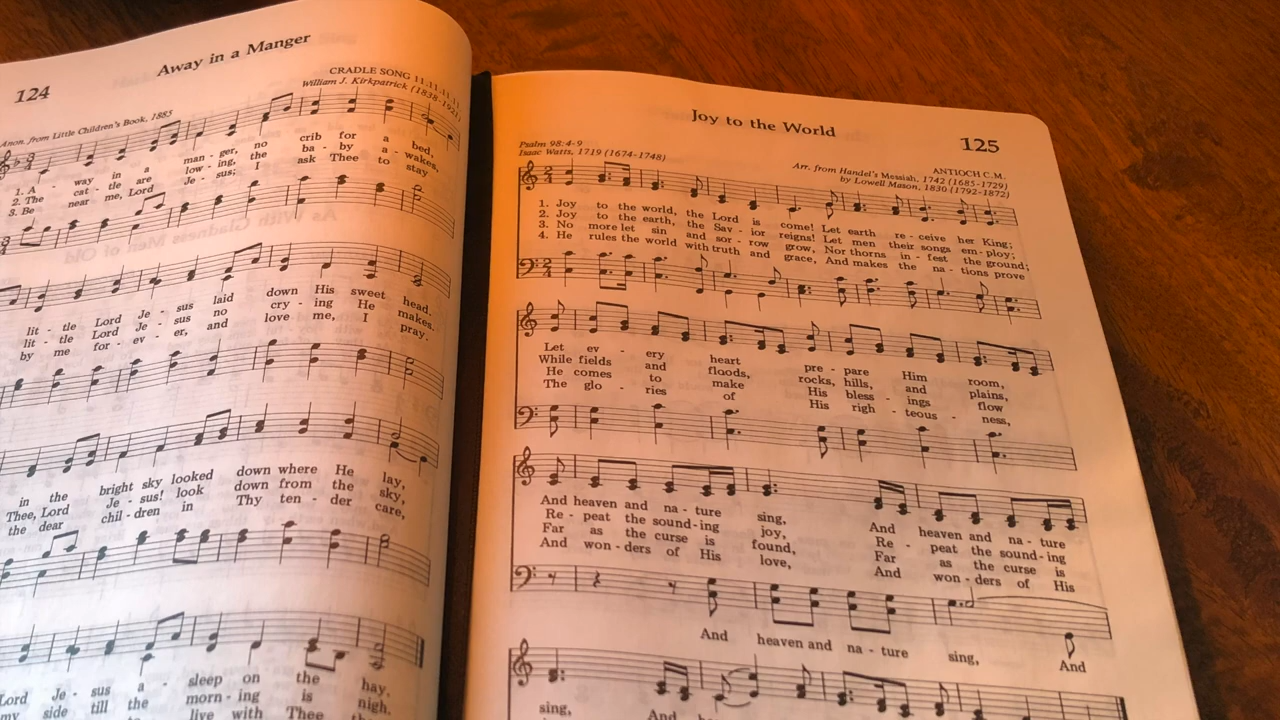 Away in a Manger
124
CRADLE SONG 11.11.11.11.
William J. Kirkpatrick (1838-1921)
Anon. from Little Children's Book, 1885
1. A - way in a man - ger, no crib for a bed,
2. The cat - tle are low - ing, the ba - by a - wakes,
3. Be near me, Lord Je - sus; I ask Thee to stay
lit - tle Lord Je - sus laid down His sweet head.
lit - tle Lord Je - sus no cry - ing He makes.
by me for - ev - er, and love me, I pray.
in the bright sky looked down where He lay,
Thee, Lord Je - sus! look down from the sky,
the dear chil - dren in Thy ten - der care,
Lord Je - sus a - sleep on the hay.
my side till the morn - ing is nigh.
live with Thee
Joy to the World
125
Psalm 98:4-9
Isaac Watts, 1719 (1674-1748)
ANTIOCH C.M.
Arr. from Handel's Messiah, 1742 (1685-1729)
by Lowell Mason, 1830 (1792-1872)
1. Joy to the world, the Lord is come! Let earth re - ceive her King;
2. Joy to the earth, the Sav - ior reigns! Let men their songs em - ploy;
3. No more let sin and sor - row grow, Nor thorns in - fest the ground;
4. He rules the world with truth and grace, And makes the na - tions prove
Let ev - ery heart pre - pare Him room,
While fields and floods, rocks, hills, and plains,
He comes to make His bless - ings flow
The glo - ries of His righ - teous - ness,
And heaven and na - ture sing, And heaven and na - ture
Re - peat the sound - ing joy, Re - peat the sound - ing
Far as the curse is found, Far as the curse is
And won - ders of His love, And won - ders of His
And heaven and na - ture sing, And
sing, And